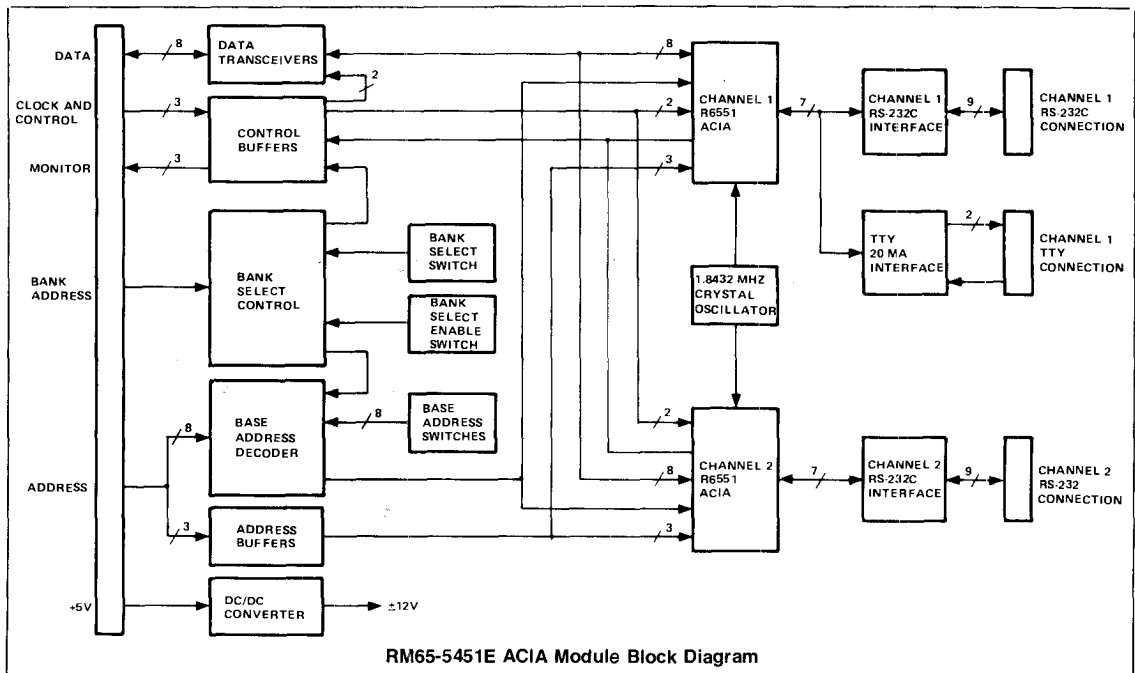 DATA
8
DATA
TRANSCEIVERS
8
2
CLOCK AND
CONTROL
3
CONTROL
BUFFERS
2
MONITOR
3
3
CHANNEL 1
R6551
ACIA
7
CHANNEL 1
RS-232C
INTERFACE
9
CHANNEL 1
RS-232C
CONNECTION
TTY
20 MA
INTERFACE
2
CHANNEL 1
TTY
CONNECTION
BANK
ADDRESS
BANK
SELECT
CONTROL
BANK
SELECT
SWITCH
BANK
SELECT
ENABLE
SWITCH
1.8432 MHZ
CRYSTAL
OSCILLATOR
ADDRESS
8
BASE
ADDRESS
DECODER
8
BASE
ADDRESS
SWITCHES
3
ADDRESS
BUFFERS
2
8
3
CHANNEL 2
R6551
ACIA
7
CHANNEL 2
RS-232C
INTERFACE
9
CHANNEL 2
RS-232
CONNECTION
+5V
DC/DC
CONVERTER
±12V
RM65-5451E ACIA Module Block Diagram